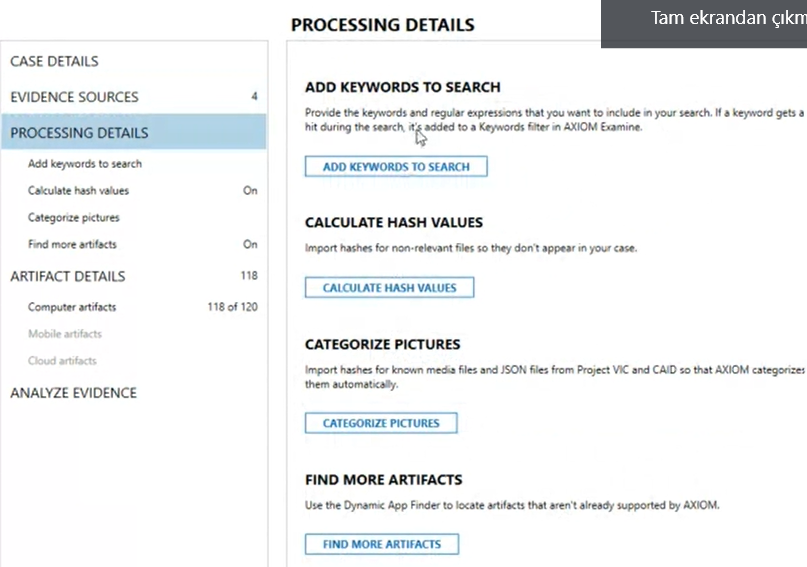 PROCESSING DETAILS
Tam ekrandan çıkm
CASE DETAILS
EVIDENCE SOURCES 4
PROCESSING DETAILS
Add keywords to search
Calculate hash values On
Categorize pictures
Find more artifacts On
ARTIFACT DETAILS 118
Computer artifacts 118 of 120
Mobile artifacts
Cloud artifacts
ANALYZE EVIDENCE
ADD KEYWORDS TO SEARCH
Provide the keywords and regular expressions that you want to include in your search. If a keyword gets a
hit during the search, it's added to a Keywords filter in AXIOM Examine.
ADD KEYWORDS TO SEARCH
CALCULATE HASH VALUES
Import hashes for non-relevant files so they don't appear in your case.
CALCULATE HASH VALUES
CATEGORIZE PICTURES
Import hashes for known media files and JSON files from Project VIC and CAID so that AXIOM categorizes
them automatically.
CATEGORIZE PICTURES
FIND MORE ARTIFACTS
Use the Dynamic App Finder to locate artifacts that aren't already supported by AXIOM.
FIND MORE ARTIFACTS